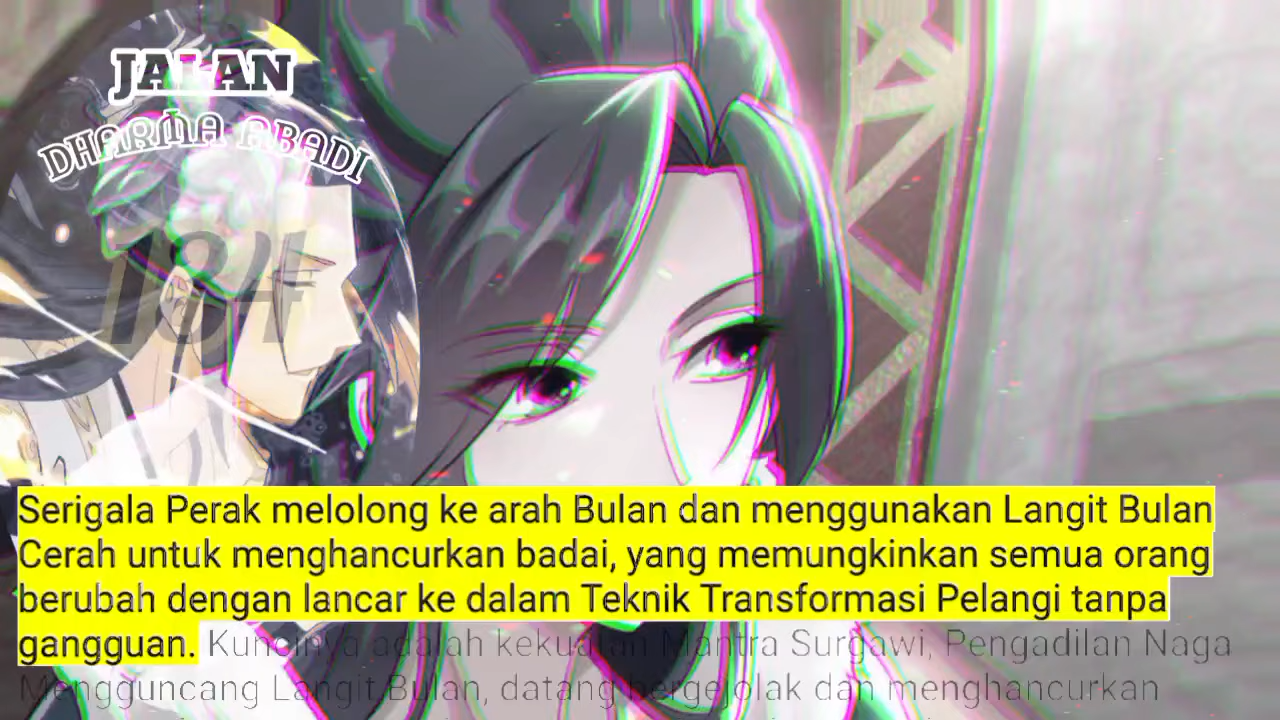 JALAN
DHARMA ABADI
184
Serigala Perak melolong ke arah Bulan dan menggunakan Langit Bulan
Cerah untuk menghancurkan badai, yang memungkinkan semua orang
berubah dengan lancar ke dalam Teknik Transformasi Pelangi tanpa
gangguan. Kuncinya adalah kekuatan Mantra Surgawi, Pengadilan Naga
Mengguncang Langit Bulan, datang bergejolak dan menghancurkan